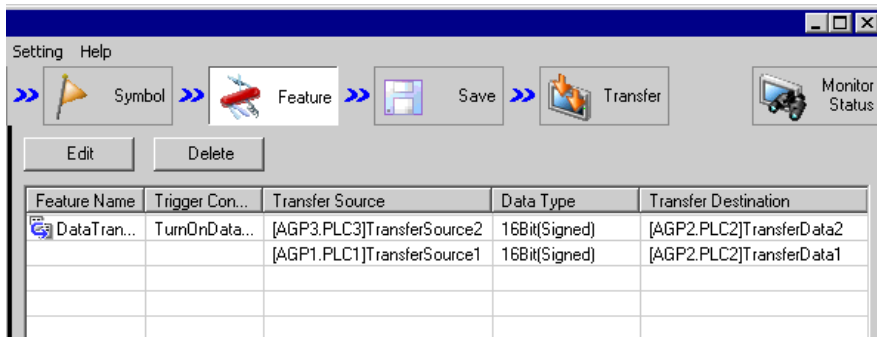 Setting Help
Symbol Feature Save Transfer Monitor Status
Edit Delete
Feature Name Trigger Con... Transfer Source Data Type Transfer Destination
DataTran... TurnOnData... [AGP3.PLC3]TransferSource2 16Bit(Signed) [AGP2.PLC2]TransferData2
[AGP1.PLC1]TransferSource1 16Bit(Signed) [AGP2.PLC2]TransferData1